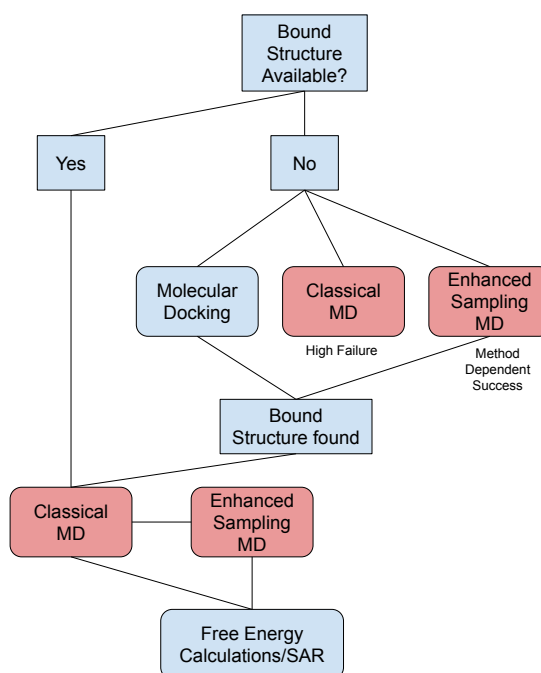 Bound
Structure
Available?
Yes
No
Molecular
Docking
Classical
MD
Enhanced
Sampling
MD
High Failure
Method
Dependent
Success
Bound
Structure found
Classical
MD
Enhanced
Sampling
MD
Free Energy
Calculations/SAR